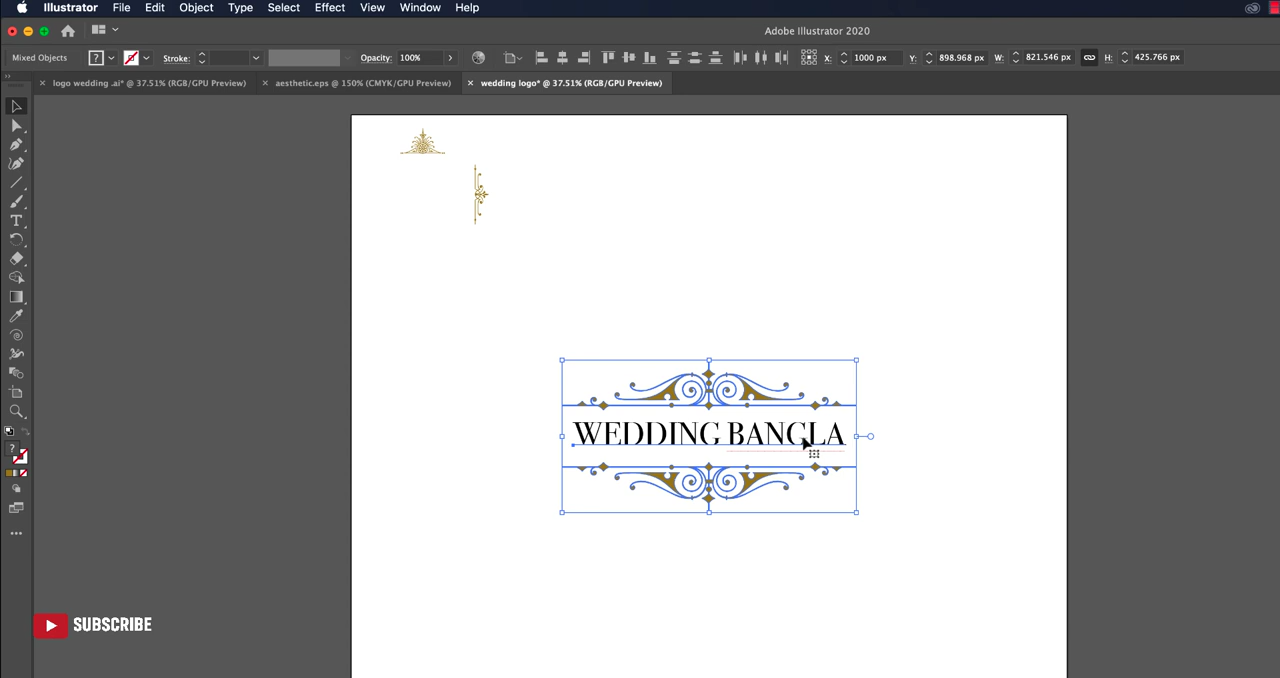 Illustrator File Edit Object Type Select Effect View Window Help
Adobe Illustrator 2020
Mixed Objects ? Stroke: Opacity: 100% X: 1000 px Y: 898.968 px W: 821.546 px H: 425.766 px
logo wedding .ai* @ 37.51% (RGB/GPU Preview) aesthetic.eps @ 150% (CMYK/GPU Preview) wedding logo* @ 37.51% (RGB/GPU Preview)
WEDDING BANGLA
?
SUBSCRIBE